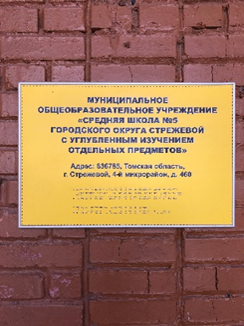 МУНИЦИПАЛЬНОЕ
ОБЩЕОБРАЗОВАТЕЛЬНОЕ УЧРЕЖДЕНИЕ
«СРЕДНЯЯ ШКОЛА №5
ГОРОДСКОГО ОКРУГА СТРЕЖЕВОЙ
С УГЛУБЛЕННЫМ ИЗУЧЕНИЕМ
ОТДЕЛЬНЫХ ПРЕДМЕТОВ»
Адрес: 636785, Томская область,
г. Стрежевой, 4-й микрорайон, д. 460